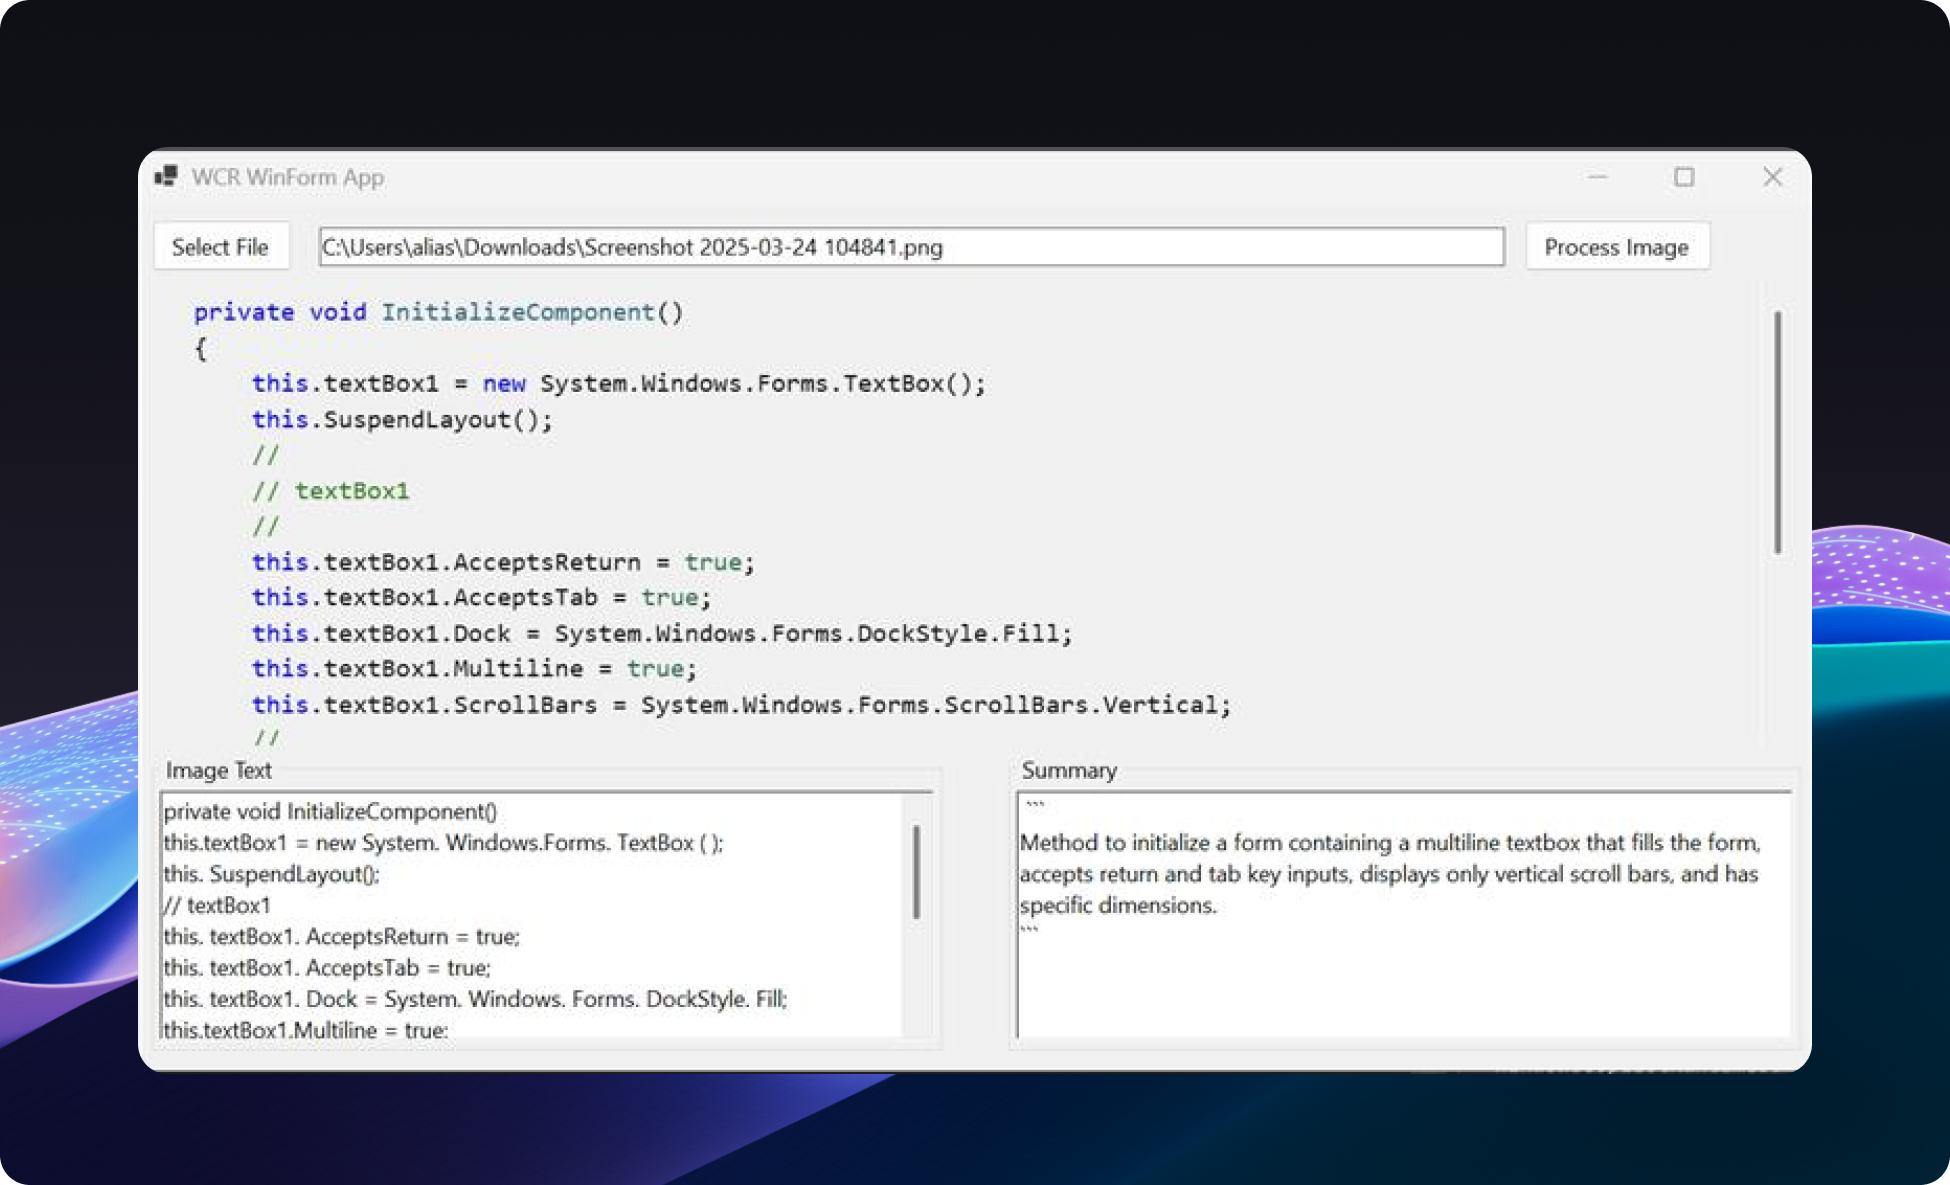 WCR WinForm App
Select File
C:\Users\alias\Downloads\Screenshot 2025-03-24 104841.png
Process Image
private void InitializeComponent()
{
this.textBox1 = new System.Windows.Forms.TextBox();
this.SuspendLayout();
//
// textBox1
//
this.textBox1.AcceptsReturn = true;
this.textBox1.AcceptsTab = true;
this.textBox1.Dock = System.Windows.Forms.DockStyle.Fill;
this.textBox1.Multiline = true;
this.textBox1.ScrollBars = System.Windows.Forms.ScrollBars.Vertical;
//
Image Text
private void InitializeComponent()
this.textBox1 = new System. Windows.Forms. TextBox ( );
this. SuspendLayout();
// textBox1
this. textBox1. AcceptsReturn = true;
this. textBox1. AcceptsTab = true;
this. textBox1. Dock = System. Windows. Forms. DockStyle. Fill;
this.textBox1.Multiline = true;
Summary
```
Method to initialize a form containing a multiline textbox that fills the form,
accepts return and tab key inputs, displays only vertical scroll bars, and has
specific dimensions.
```